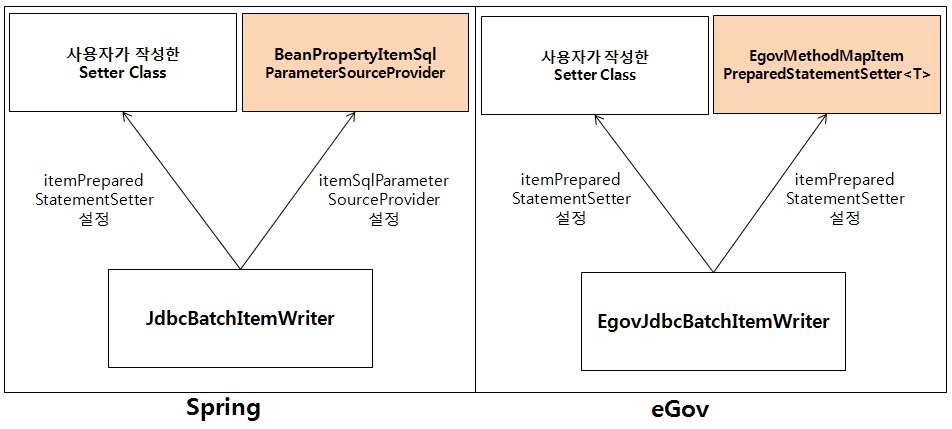 사용자가 작성한
Setter Class
BeanPropertyItemSql
ParameterSourceProvider
itemPrepared
StatementSetter
설정
itemSqlParameter
SourceProvider
설정
JdbcBatchItemWriter
Spring
사용자가 작성한
Setter Class
EgovMethodMapItem
PreparedStatementSetter<T>
itemPrepared
StatementSetter
설정
itemPrepared
StatementSetter
설정
EgovJdbcBatchItemWriter
eGov